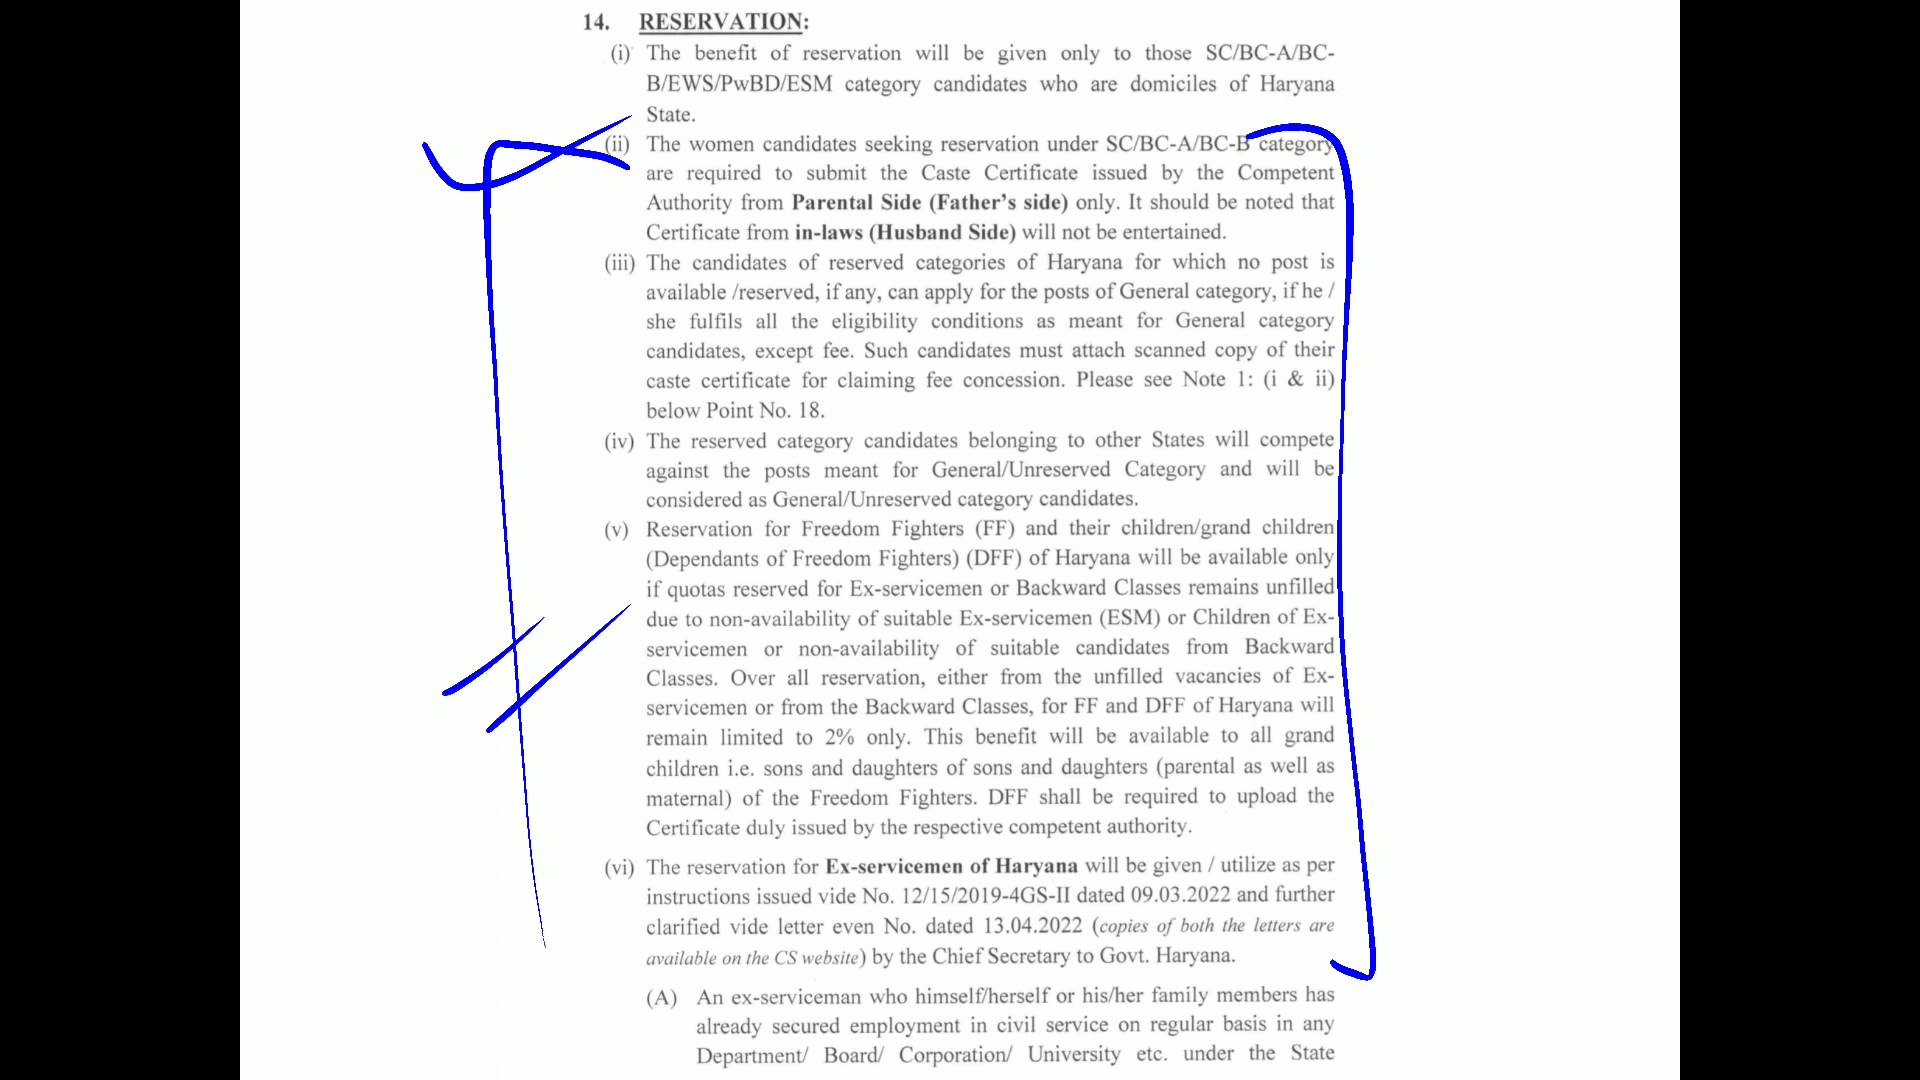 14. RESERVATION:
(i) The benefit of reservation will be given only to those SC/BC-A/BC-
B/EWS/PwBD/ESM category candidates who are domiciles of Haryana
State.
(ii) The women candidates seeking reservation under SC/BC-A/BC-B category
are required to submit the Caste Certificate issued by the Competent
Authority from Parental Side (Father's side) only. It should be noted that
Certificate from in-laws (Husband Side) will not be entertained.
(iii) The candidates of reserved categories of Haryana for which no post is
available /reserved, if any, can apply for the posts of General category, if he /
she fulfils all the eligibility conditions as meant for General category
candidates, except fee. Such candidates must attach scanned copy of their
caste certificate for claiming fee concession. Please see Note 1: (i & ii)
below Point No. 18.
(iv) The reserved category candidates belonging to other States will compete
against the posts meant for General/Unreserved Category and will be
considered as General/Unreserved category candidates.
(v) Reservation for Freedom Fighters (FF) and their children/grand children
(Dependants of Freedom Fighters) (DFF) of Haryana will be available only
if quotas reserved for Ex-servicemen or Backward Classes remains unfilled
due to non-availability of suitable Ex-servicemen (ESM) or Children of Ex-
servicemen or non-availability of suitable candidates from Backward
Classes. Over all reservation, either from the unfilled vacancies of Ex-
servicemen or from the Backward Classes, for FF and DFF of Haryana will
remain limited to 2% only. This benefit will be available to all grand
children i.e. sons and daughters of sons and daughters (parental as well as
maternal) of the Freedom Fighters. DFF shall be required to upload the
Certificate duly issued by the respective competent authority.
(vi) The reservation for Ex-servicemen of Haryana will be given / utilize as per
instructions issued vide No. 12/15/2019-4GS-II dated 09.03.2022 and further
clarified vide letter even No. dated 13.04.2022 (copies of both the letters are
available on the CS website) by the Chief Secretary to Govt. Haryana.
(A) An ex-serviceman who himself/herself or his/her family members has
already secured employment in civil service on regular basis in any
Department/ Board/ Corporation/ University etc. under the State